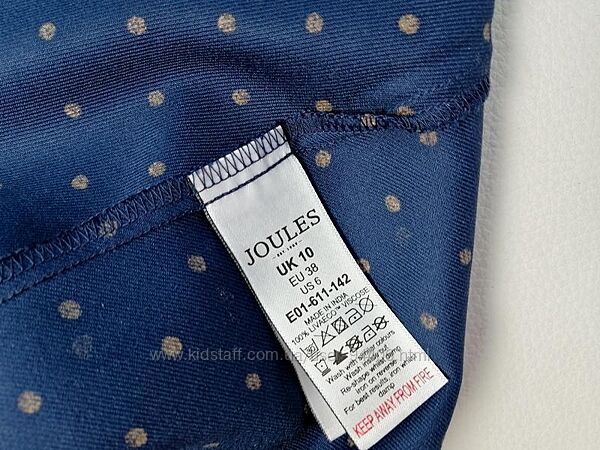 JOULES
UK 10
EU 38
US 6
E01-611-142
MADE IN INDIA
100% LIVAECO™ VISCOSE
Wash with similar colours
Wash inside out
Re-shape whilst damp
Iron on reverse
For best results, iron whilst
damp
KEEP AWAY FROM FIRE
www.kidstaff.com.ua